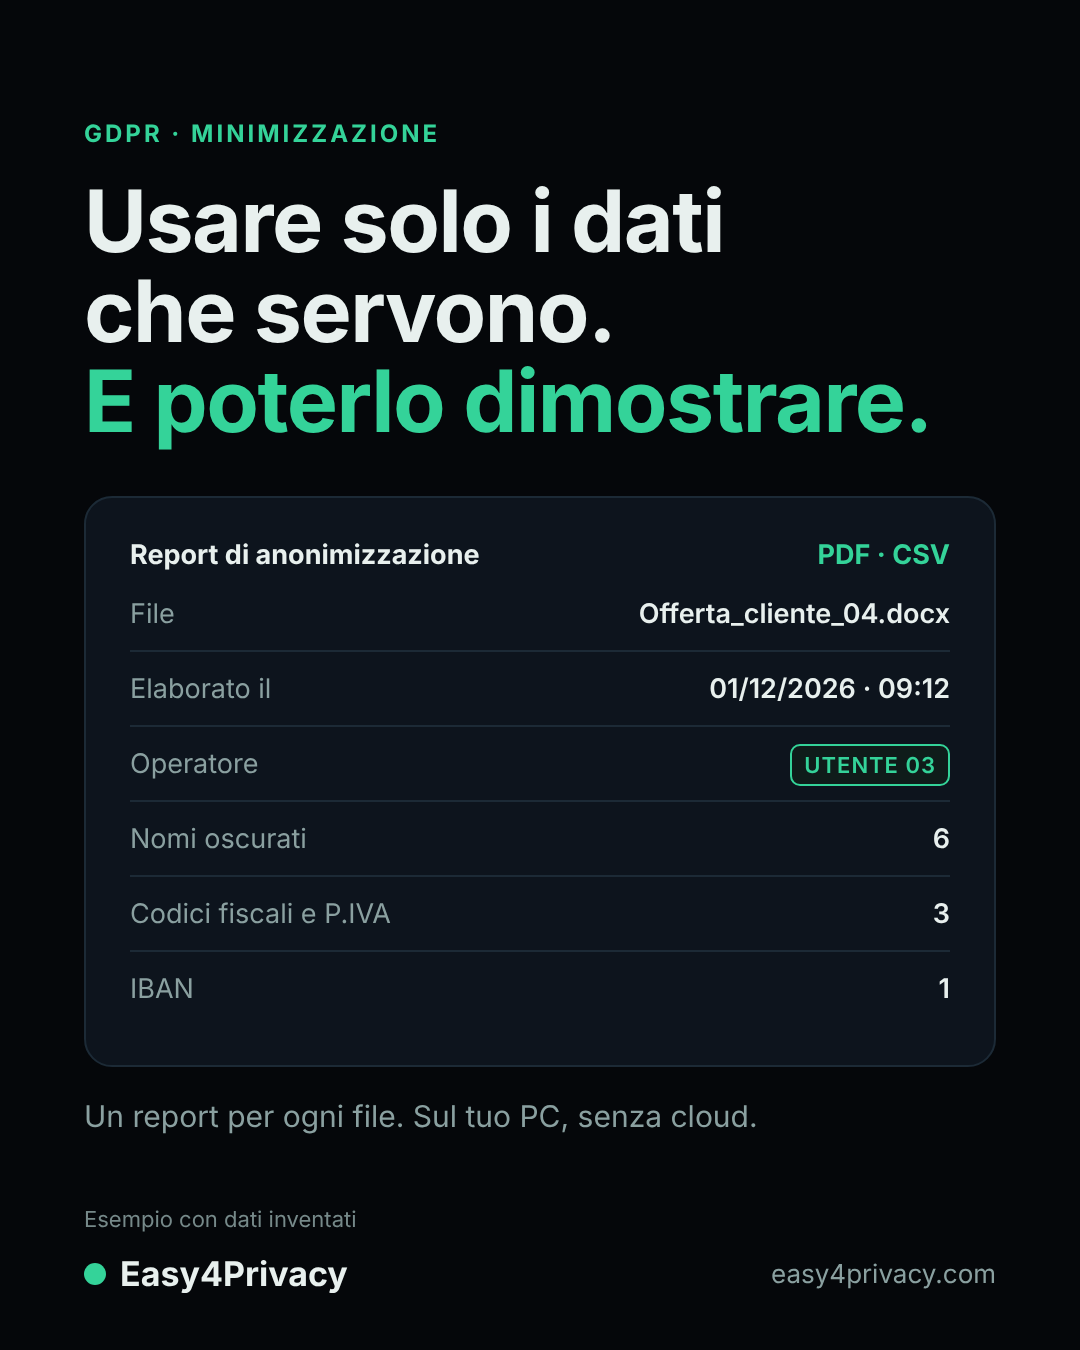 GDPR · MINIMIZZAZIONE
Usare solo i dati
che servono.
E poterlo dimostrare.
Report di anonimizzazione PDF · CSV
File Offerta_cliente_04.docx
Elaborato il 01/12/2026 · 09:12
Operatore UTENTE 03
Nomi oscurati 6
Codici fiscali e P.IVA 3
IBAN 1
Un report per ogni file. Sul tuo PC, senza cloud.
Esempio con dati inventati
Easy4Privacy easy4privacy.com